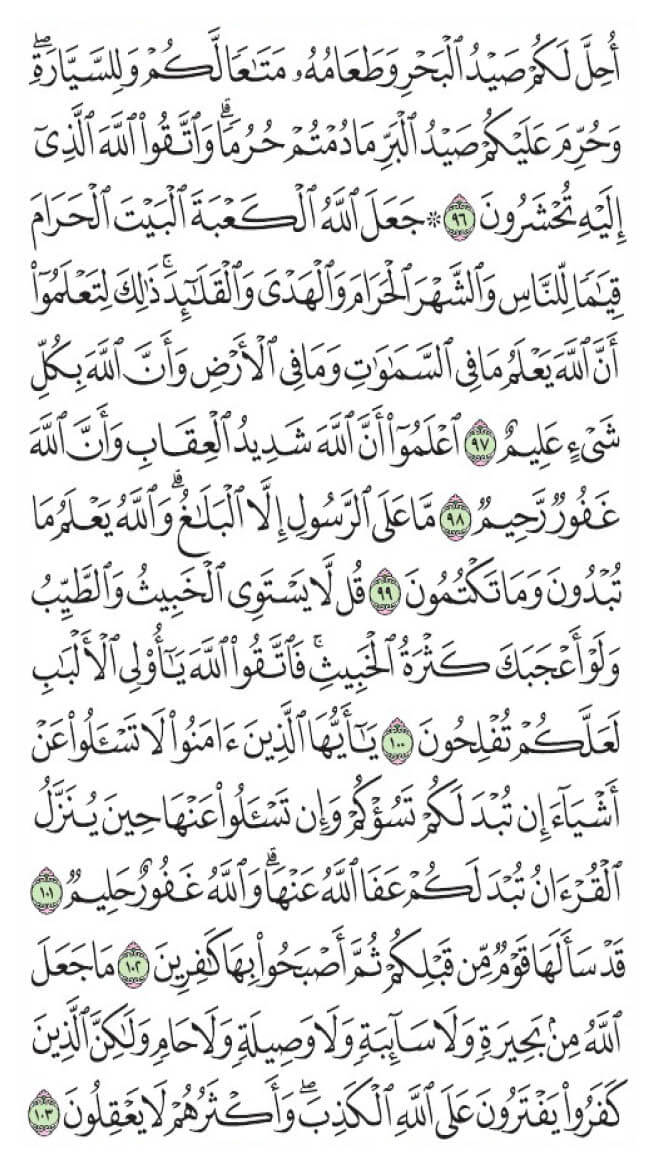 أُحِلَّ لَكُمْ صَيْدُ ٱلْبَحْرِ وَطَعَامُهُۥ مَتَٰعًا لَّكُمْ وَلِلسَّيَّارَةِۖ
وَحُرِّمَ عَلَيْكُمْ صَيْدُ ٱلْبَرِّ مَا دُمْتُمْ حُرُمًاۗ وَٱتَّقُوا۟ ٱللَّهَ ٱلَّذِىٓ
إِلَيْهِ تُحْشَرُونَ ٩٦ ۞ جَعَلَ ٱللَّهُ ٱلْكَعْبَةَ ٱلْبَيْتَ ٱلْحَرَامَ
قِيَٰمًا لِّلنَّاسِ وَٱلشَّهْرَ ٱلْحَرَامَ وَٱلْهَدْىَ وَٱلْقَلَٰٓئِدَۚ ذَٰلِكَ لِتَعْلَمُوٓا۟
أَنَّ ٱللَّهَ يَعْلَمُ مَا فِى ٱلسَّمَٰوَٰتِ وَمَا فِى ٱلْأَرْضِ وَأَنَّ ٱللَّهَ بِكُلِّ
شَىْءٍ عَلِيمٌ ٩٧ ٱعْلَمُوٓا۟ أَنَّ ٱللَّهَ شَدِيدُ ٱلْعِقَابِ وَأَنَّ ٱللَّهَ
غَفُورٌ رَّحِيمٌ ٩٨ مَّا عَلَى ٱلرَّسُولِ إِلَّا ٱلْبَلَٰغُۗ وَٱللَّهُ يَعْلَمُ مَا
تُبْدُونَ وَمَا تَكْتُمُونَ ٩٩ قُل لَّا يَسْتَوِى ٱلْخَبِيثُ وَٱلطَّيِّبُ
وَلَوْ أَعْجَبَكَ كَثْرَةُ ٱلْخَبِيثِۚ فَٱتَّقُوا۟ ٱللَّهَ يَٰٓأُو۟لِى ٱلْأَلْبَٰبِ
لَعَلَّكُمْ تُفْلِحُونَ ١٠٠ يَٰٓأَيُّهَا ٱلَّذِينَ ءَامَنُوا۟ لَا تَسْـَٔلُوا۟ عَنْ
أَشْيَآءَ إِن تُبْدَ لَكُمْ تَسُؤْكُمْ وَإِن تَسْـَٔلُوا۟ عَنْهَا حِينَ يُنَزَّلُ
ٱلْقُرْءَانُ تُبْدَ لَكُمْ عَفَا ٱللَّهُ عَنْهَاۗ وَٱللَّهُ غَفُورٌ حَلِيمٌ ١٠١
قَدْ سَأَلَهَا قَوْمٌ مِّن قَبْلِكُمْ ثُمَّ أَصْبَحُوا۟ بِهَا كَٰفِرِينَ ١٠٢ مَا جَعَلَ
ٱللَّهُ مِنۢ بَحِيرَةٍ وَلَا سَآئِبَةٍ وَلَا وَصِيلَةٍ وَلَا حَامٍ وَلَٰكِنَّ ٱلَّذِينَ
كَفَرُوا۟ يَفْتَرُونَ عَلَى ٱللَّهِ ٱلْكَذِبَۖ وَأَكْثَرُهُمْ لَا يَعْقِلُونَ ١٠٣